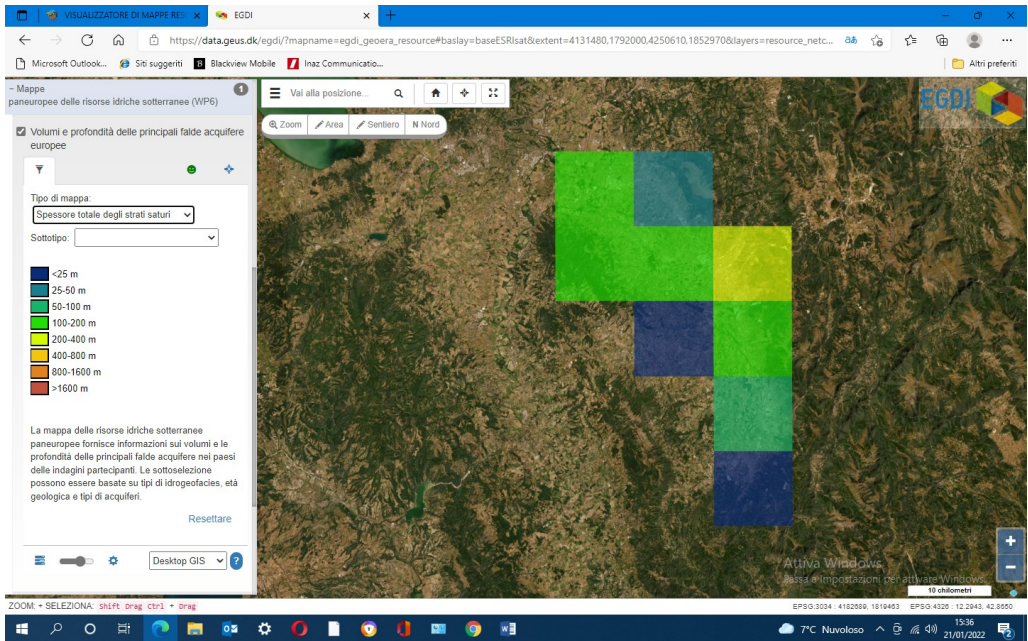 VISUALIZZATORE DI MAPPE RES
EGDI
https://data.geus.dk/egdi/?mapname=egdi_geoera_resource#baslay=baseESRIsat&extent=4131480,1792000,4250610,1852970&layers=resource_netc...
Microsoft Outlook...
Siti suggeriti
Blackview Mobile
Inaz Communicatio...
Altri preferiti
– Mappe
paneuropee delle risorse idriche sotterranee (WP6)
1
Vai alla posizione...
EGDI
Zoom
Area
Sentiero
N Nord
Volumi e profondità delle principali falde acquifere
europee
Tipo di mappa:
Spessore totale degli strati saturi
Sottotipo:
<25 m
25-50 m
50-100 m
100-200 m
200-400 m
400-800 m
800-1600 m
>1600 m
La mappa delle risorse idriche sotterranee
paneuropee fornisce informazioni sui volumi e le
profondità delle principali falde acquifere nei paesi
delle indagini partecipanti. Le sottoselezione
possono essere basate su tipi di idrogeofacies, età
geologica e tipi di acquiferi.
Resettare
Desktop GIS
?
+
–
Attiva Windows
Passa a Impostazioni per attivare Windows.
10 chilometri
ZOOM: + SELEZIONA: Shift Drag Ctrl + Drag
EPSG:3034 : 4182689, 1819463
EPSG:4326 : 12.2943, 42.8650
7°C Nuvoloso
15:36
21/01/2022
2